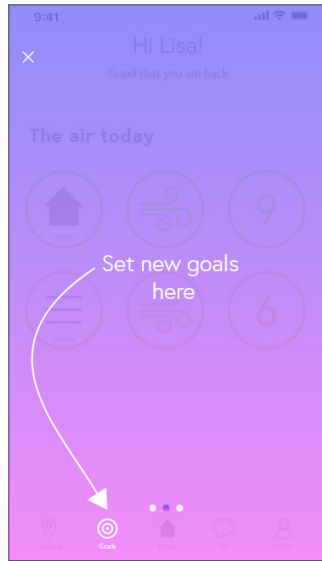 9:41
Hi Lisa!
Good that you are back
The air today
9
Set new goals
here
6
Goals